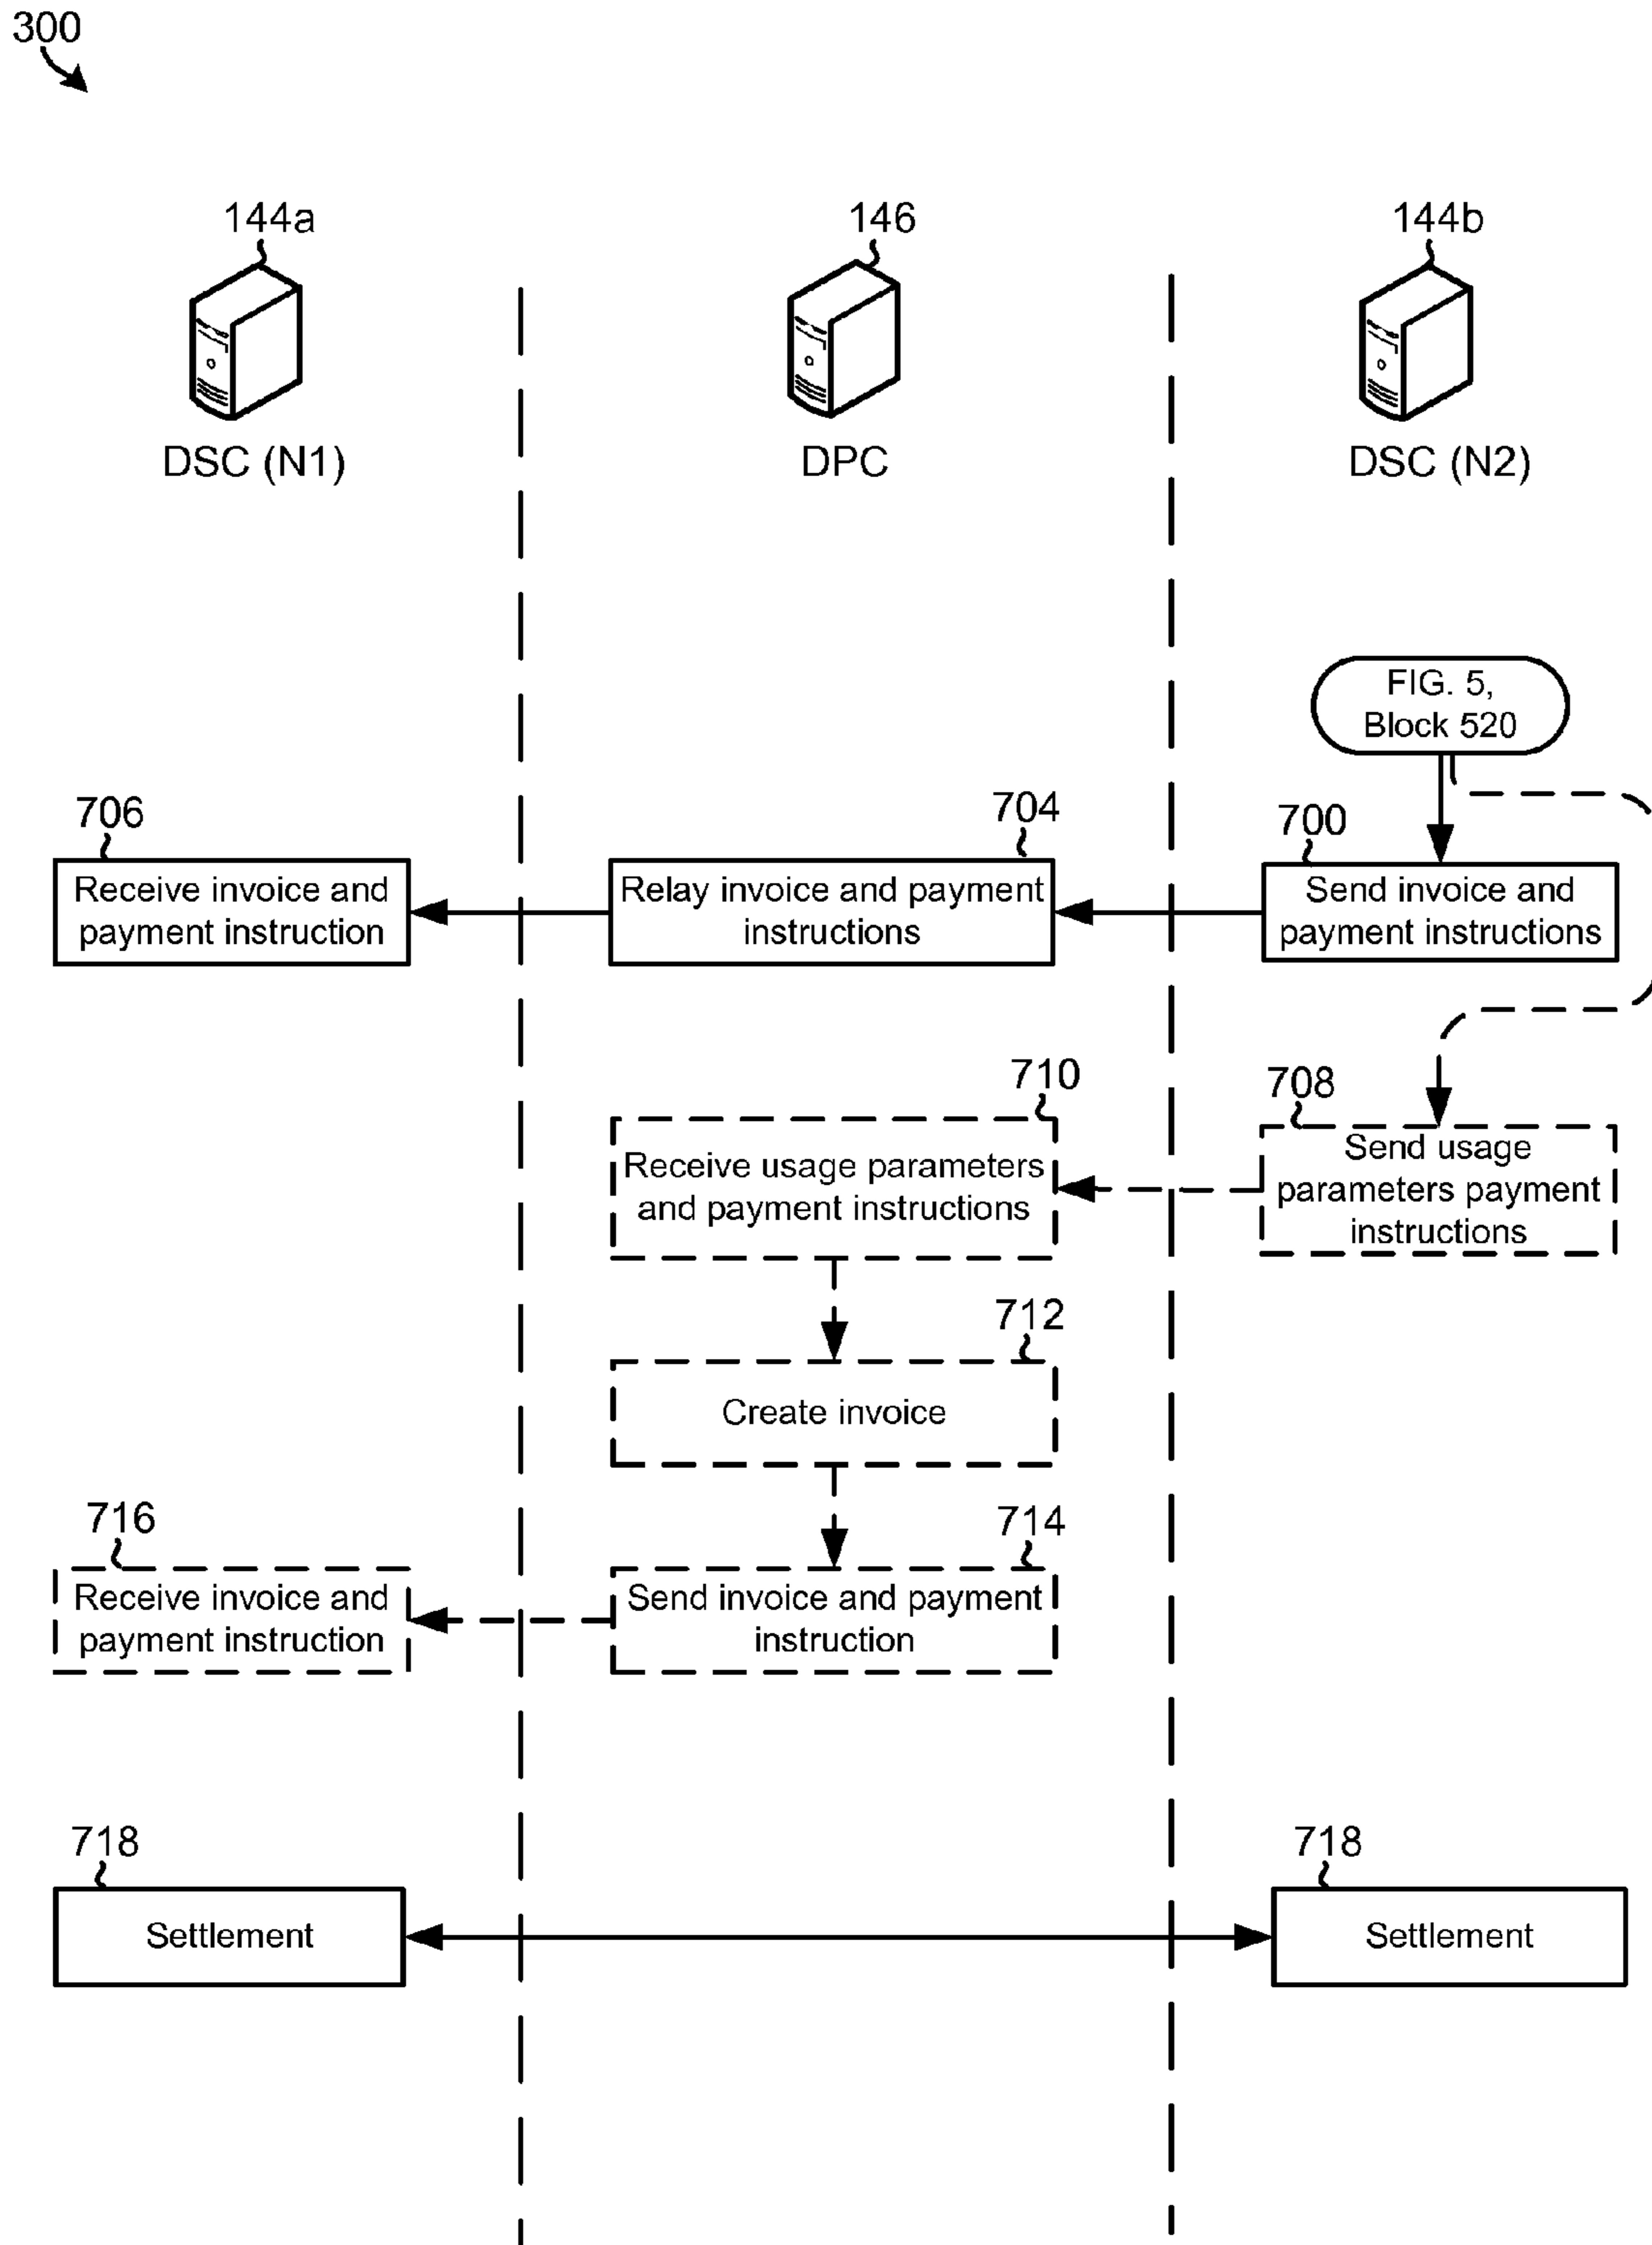 300
144a
146
144b
DSC (N1)
DPC
DSC (N2)
FIG. 5,
Block 520
706
704
700
Receive invoice and
payment instruction
Relay invoice and payment
instructions
Send invoice and
payment instructions
710
708
Receive usage parameters
and payment instructions
Send usage
parameters payment
instructions
712
Create invoice
716
714
Receive invoice and
payment instruction
Send invoice and payment
instruction
718
718
Settlement
Settlement